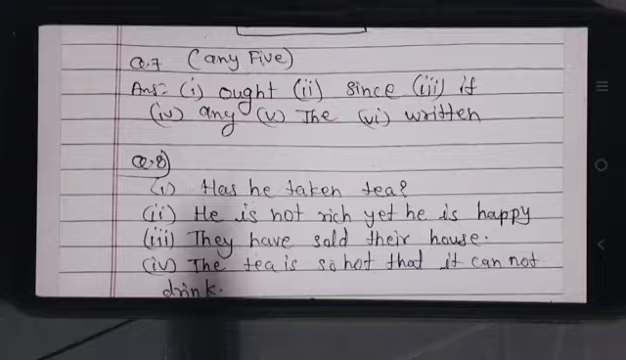 Q.7 (any Five)
Ans:- (i) ought (ii) since (iii) if
(iv) any (v) The (vi) written
Q.8)
(i) Has he taken tea?
(ii) He is not rich yet he is happy
(iii) They have sold their house.
(iv) The tea is so hot that it can not
drink.